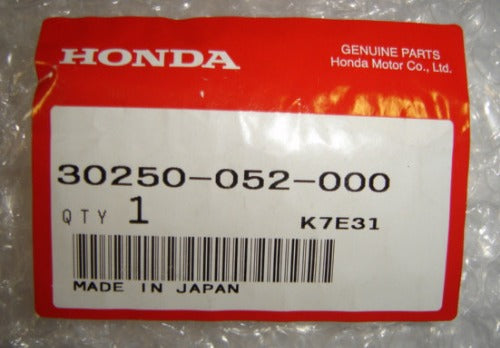 HONDA
GENUINE PARTS
Honda Motor Co., Ltd.
30250-052-000
QTY 1 K7E31
MADE IN JAPAN